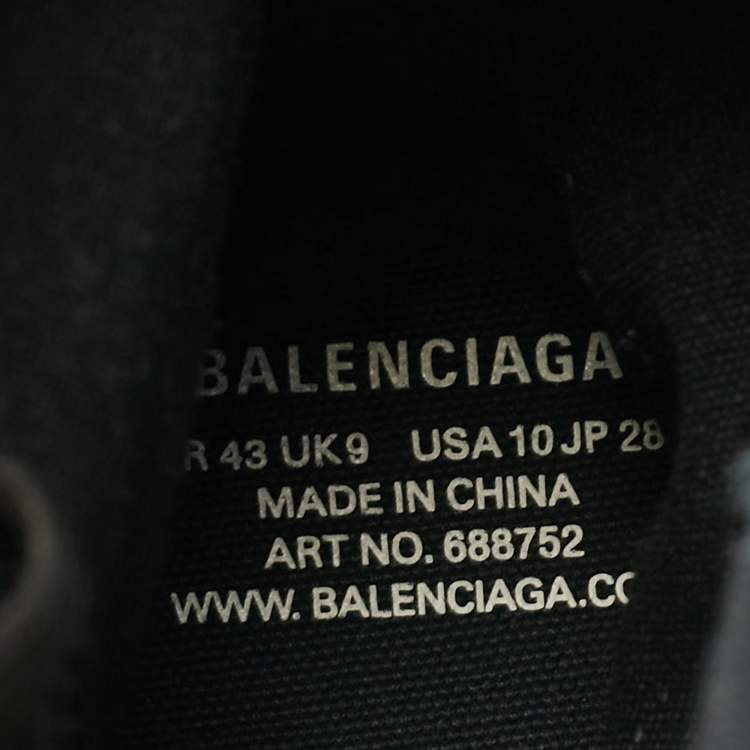 BALENCIAGA
R 43 UK9 USA 10 JP 28
MADE IN CHINA
ART NO. 688752
WWW. BALENCIAGA.CO